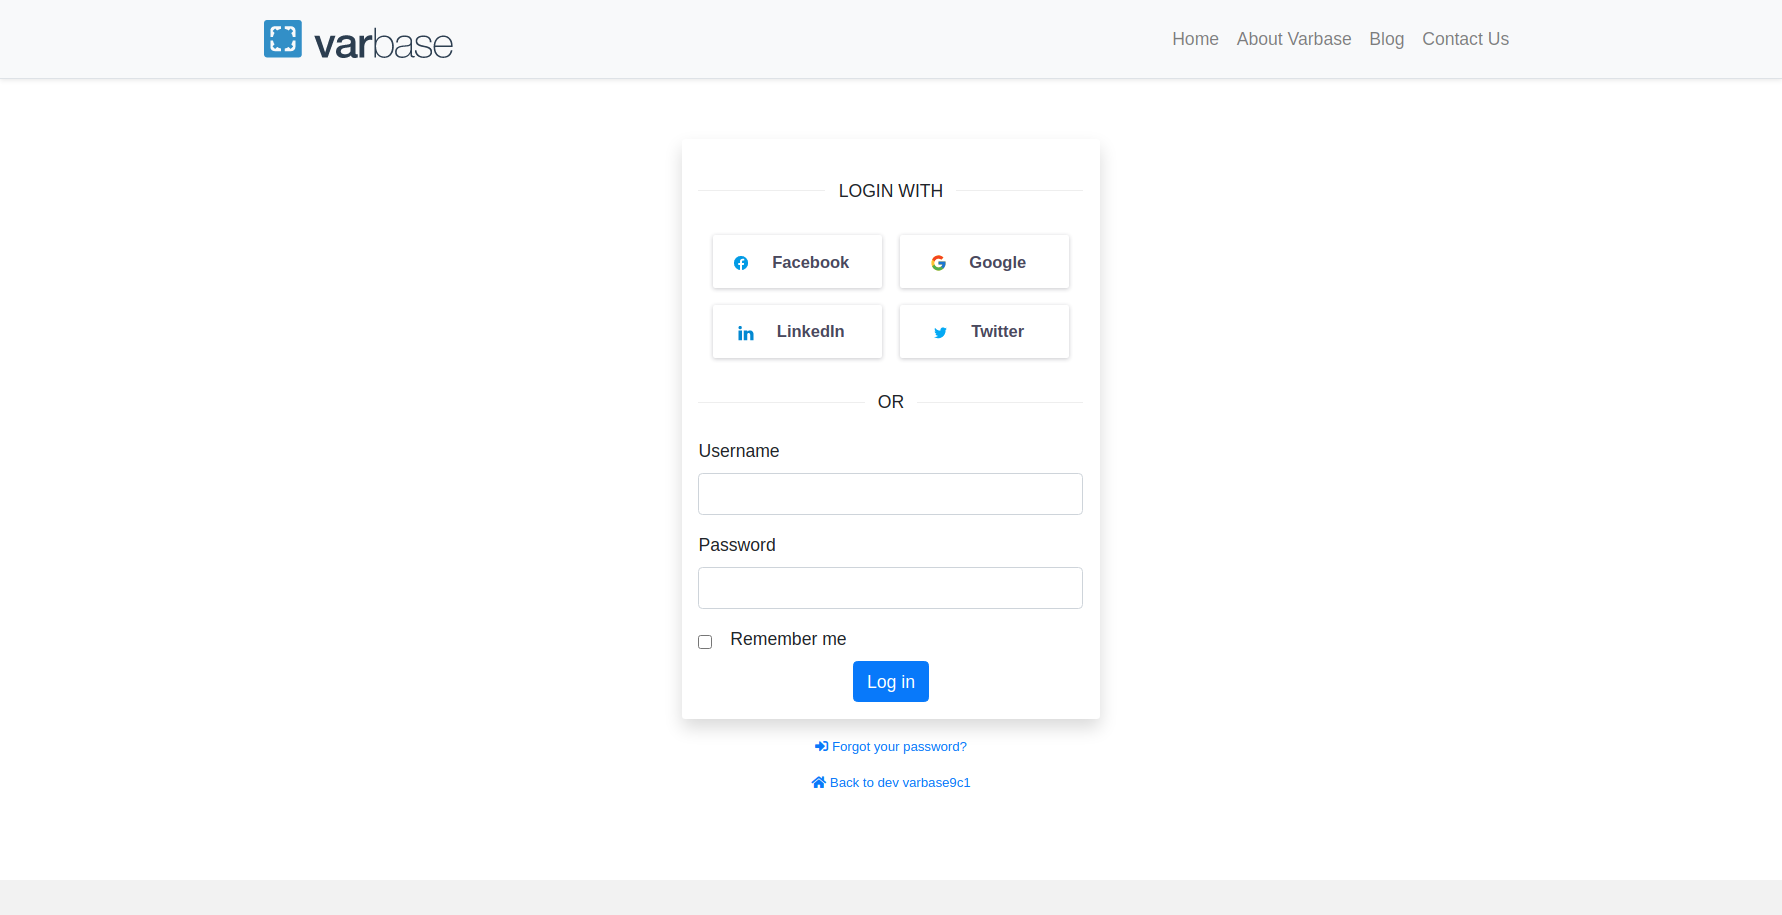 varbase
Home About Varbase Blog Contact Us
LOGIN WITH
Facebook Google
LinkedIn Twitter
OR
Username
Password
Remember me
Log in
Forgot your password?
Back to dev varbase9c1